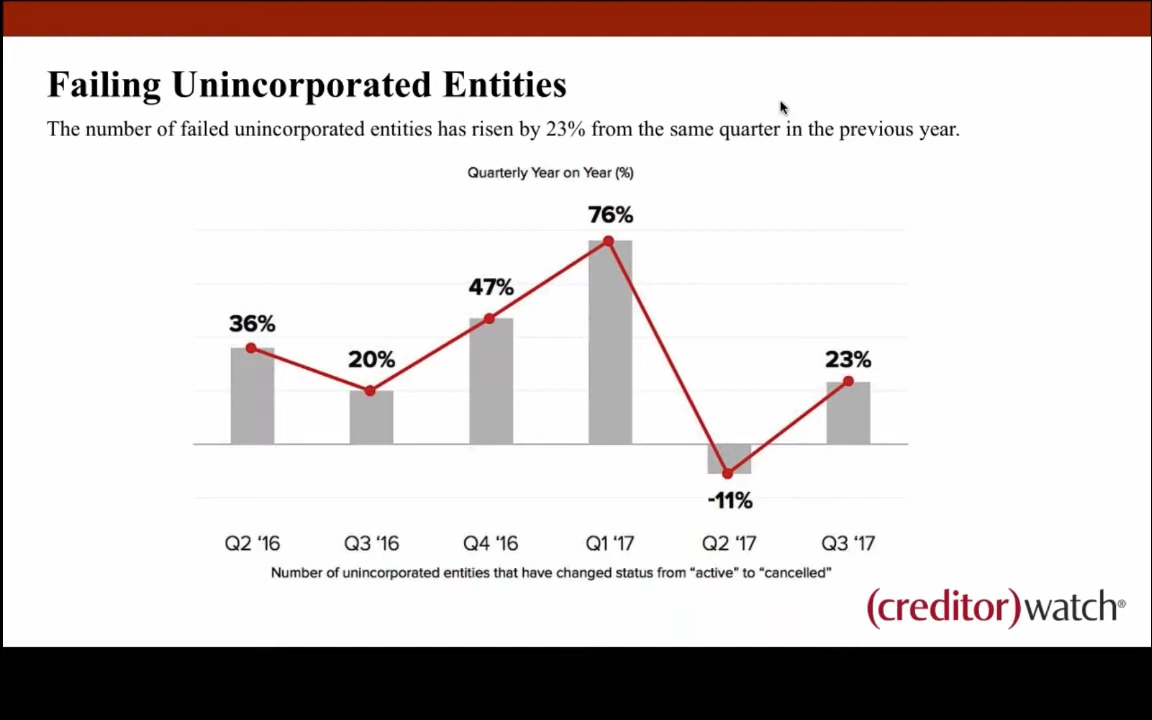 Failing Unincorporated Entities
The number of failed unincorporated entities has risen by 23% from the same quarter in the previous year.
Quarterly Year on Year (%)
76%
47%
36%
20%
23%
-11%
Q2 ‘16 Q3 ‘16 Q4 ‘16 Q1 ‘17 Q2 ‘17 Q3 ‘17
Number of unincorporated entities that have changed status from “active” to “cancelled”
(creditor)watch®